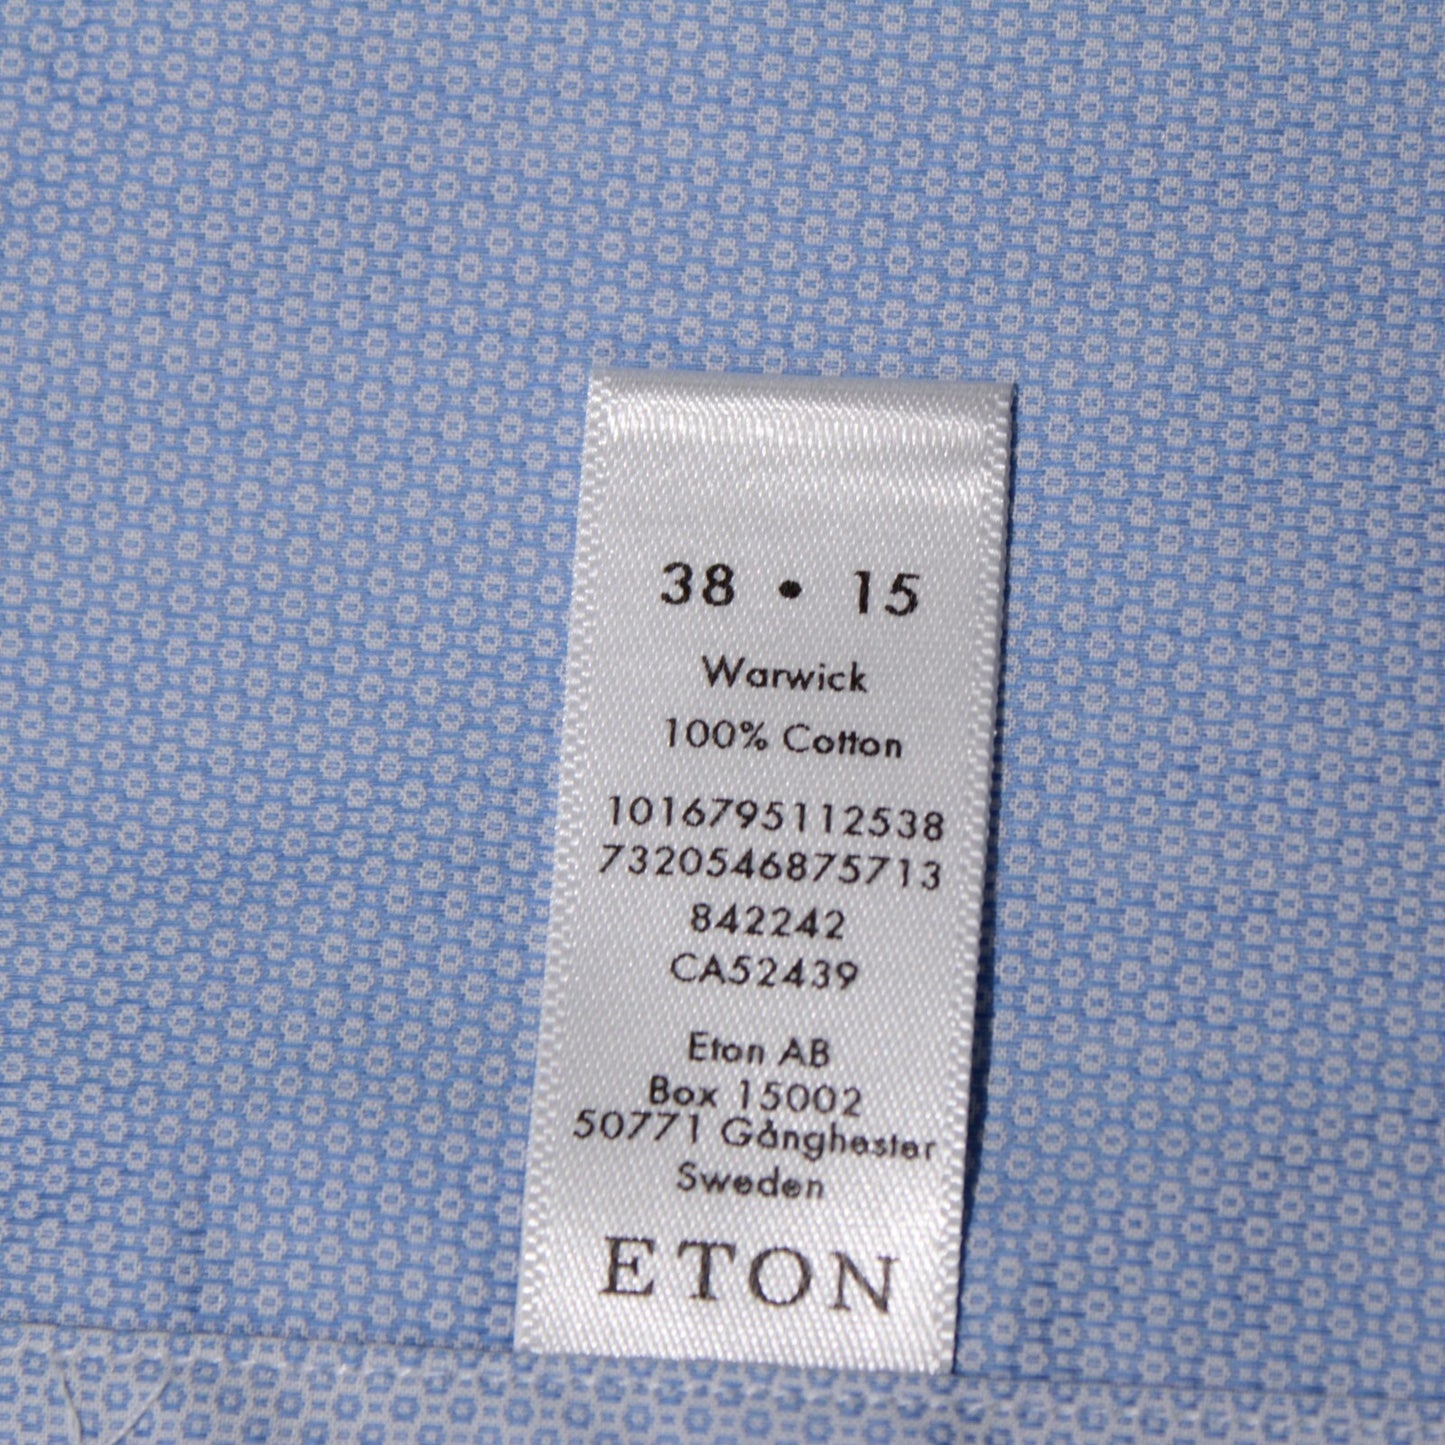 38 • 15
Warwick
100% Cotton
1016795112538
7320546875713
842242
CA52439
Eton AB
Box 15002
50771 Gånghester
Sweden
ETON